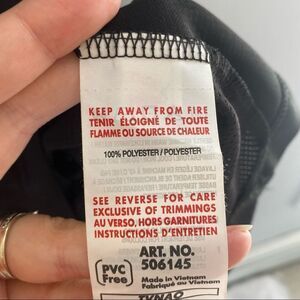 KEEP AWAY FROM FIRE
TENIR ÉLOIGNÉ DE TOUTE
FLAMME OU SOURCE DE CHALEUR
100% POLYESTER / POLYESTER
SEE REVERSE FOR CARE
EXCLUSIVE OF TRIMMINGS
AU VERSO, HORS GARNITURES
INSTRUCTIONS D'ENTRETIEN
PVC
Free
ART. NO.
506145
Made in Vietnam
Fabriqué au Vietnam